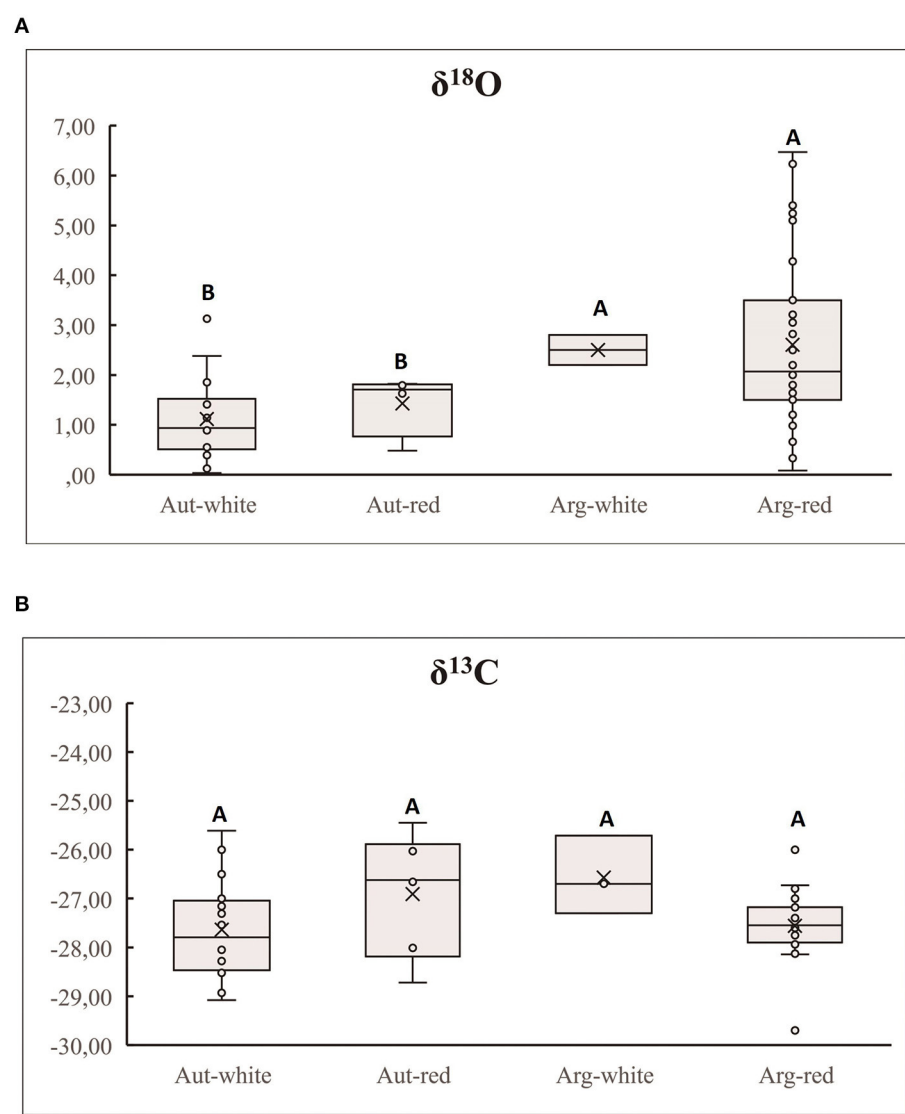 A
δ¹⁸O
7,00
6,00
5,00
4,00
3,00
2,00
1,00
,00
B
B
A
A
Aut-white
Aut-red
Arg-white
Arg-red
B
δ¹³C
-23,00
-24,00
-25,00
-26,00
-27,00
-28,00
-29,00
-30,00
A
A
A
A
Aut-white
Aut-red
Arg-white
Arg-red